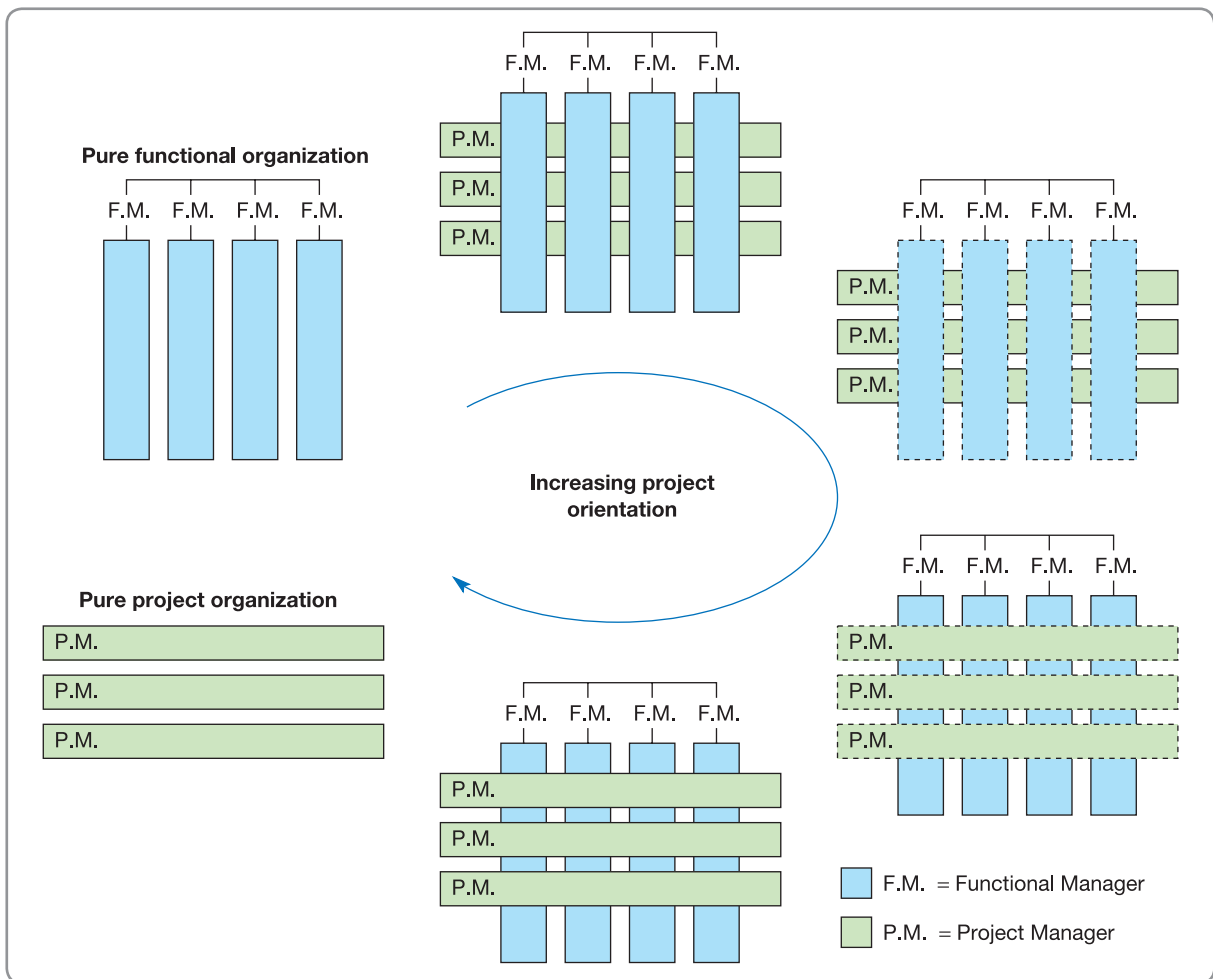 F.M. F.M. F.M. F.M.
P.M.
P.M.
P.M.
Pure functional organization
F.M. F.M. F.M. F.M.
F.M. F.M. F.M. F.M.
P.M.
P.M.
P.M.
Increasing project
orientation
F.M. F.M. F.M. F.M.
P.M.
P.M.
P.M.
Pure project organization
P.M.
P.M.
P.M.
F.M. F.M. F.M. F.M.
P.M.
P.M.
P.M.
F.M. = Functional Manager
P.M. = Project Manager